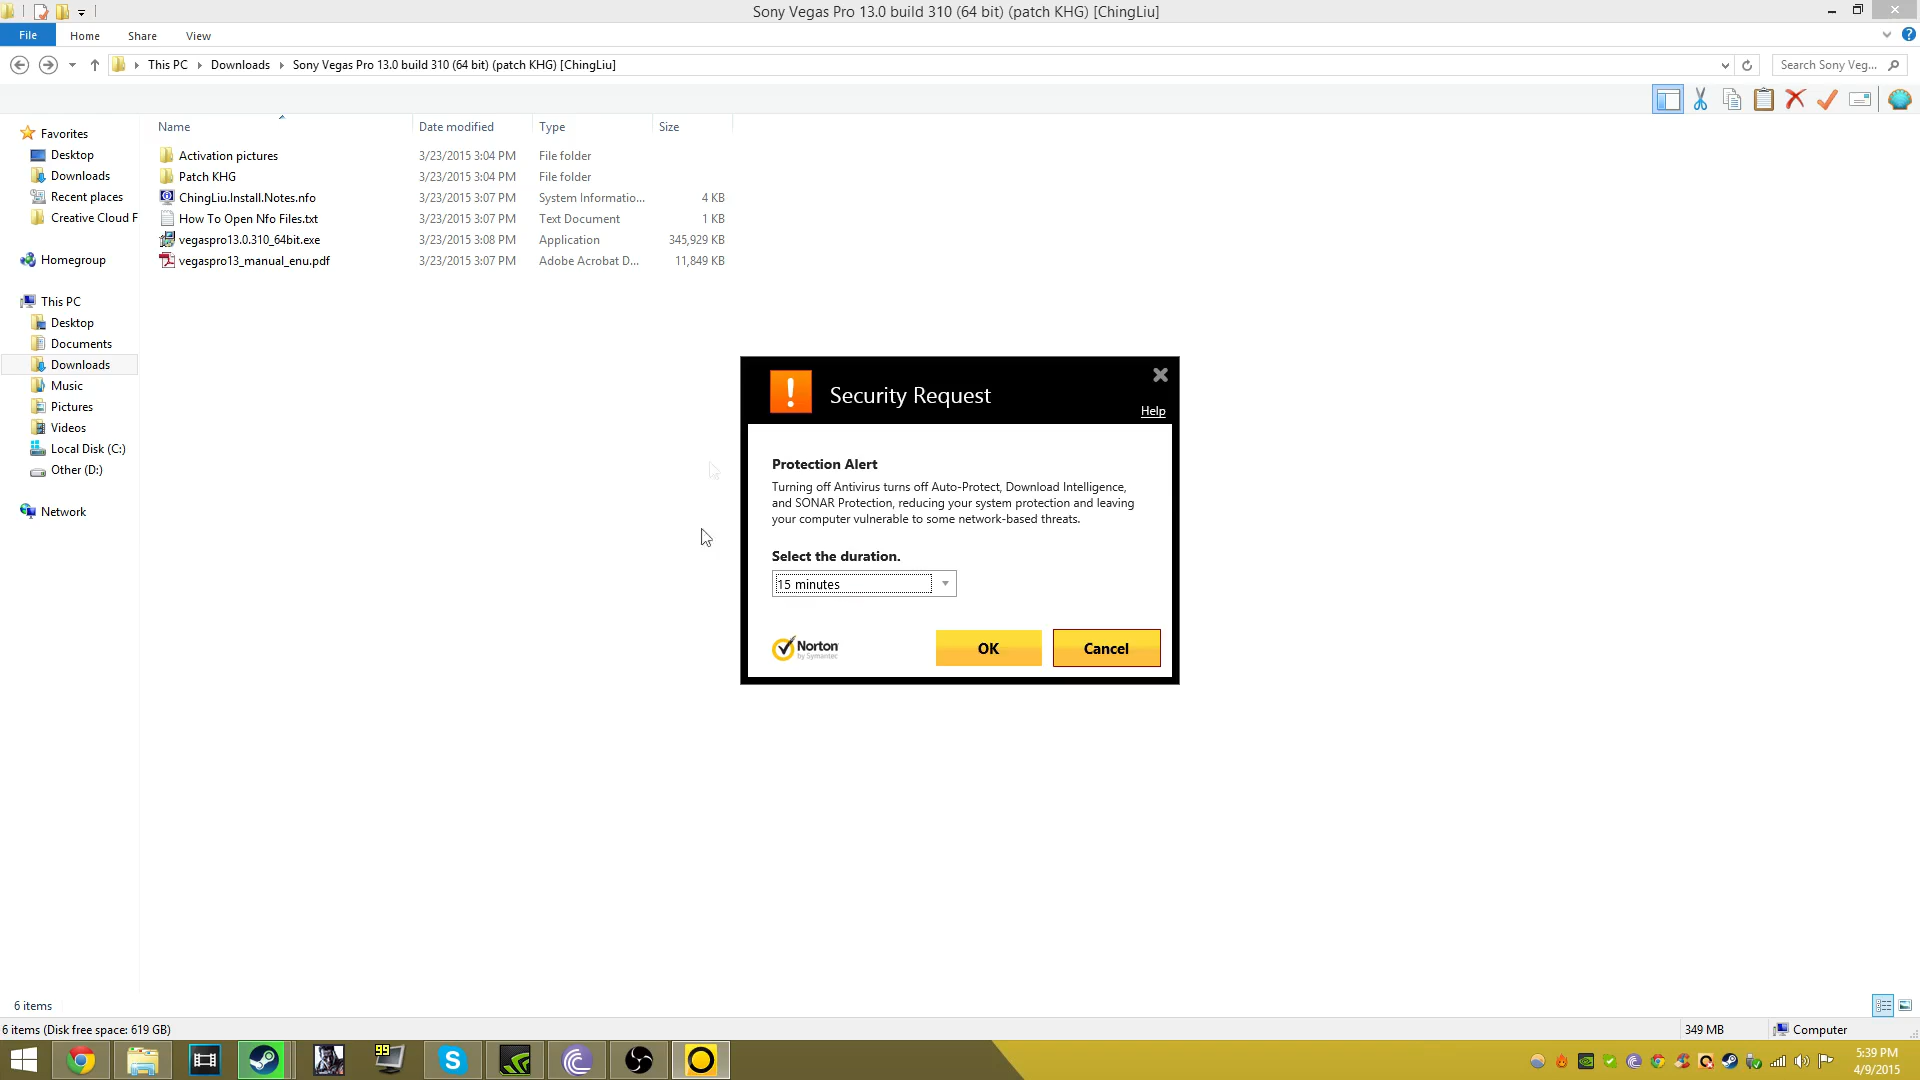 Sony Vegas Pro 13.0 build 310 (64 bit) (patch KHG) [ChingLiu]
File Home Share View
This PC Downloads Sony Vegas Pro 13.0 build 310 (64 bit) (patch KHG) [ChingLiu]
Search Sony Veg...
Name Date modified Type Size
Activation pictures 3/23/2015 3:04 PM File folder
Patch KHG 3/23/2015 3:04 PM File folder
ChingLiu.Install.Notes.nfo 3/23/2015 3:07 PM System Informatio... 4 KB
How To Open Nfo Files.txt 3/23/2015 3:07 PM Text Document 1 KB
vegaspro13.0.310_64bit.exe 3/23/2015 3:08 PM Application 345,929 KB
vegaspro13_manual_enu.pdf 3/23/2015 3:07 PM Adobe Acrobat D... 11,849 KB
Favorites
Desktop
Downloads
Recent places
Creative Cloud F
Homegroup
This PC
Desktop
Documents
Downloads
Music
Pictures
Videos
Local Disk (C:)
Other (D:)
Network
Security Request
Help
Protection Alert
Turning off Antivirus turns off Auto-Protect, Download Intelligence,
and SONAR Protection, reducing your system protection and leaving
your computer vulnerable to some network-based threats.
Select the duration.
15 minutes
Norton
by Symantec
OK
Cancel
6 items
6 items (Disk free space: 619 GB)
349 MB
Computer
99
5:39 PM
4/9/2015